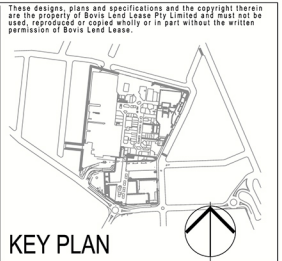 These designs, plans and specifications and the copyright therein
are the property of Bovis Lend Lease Pty Limited and must not be
used, reproduced or copied wholly or in part without the written
permission of Bovis Lend Lease.
KEY PLAN